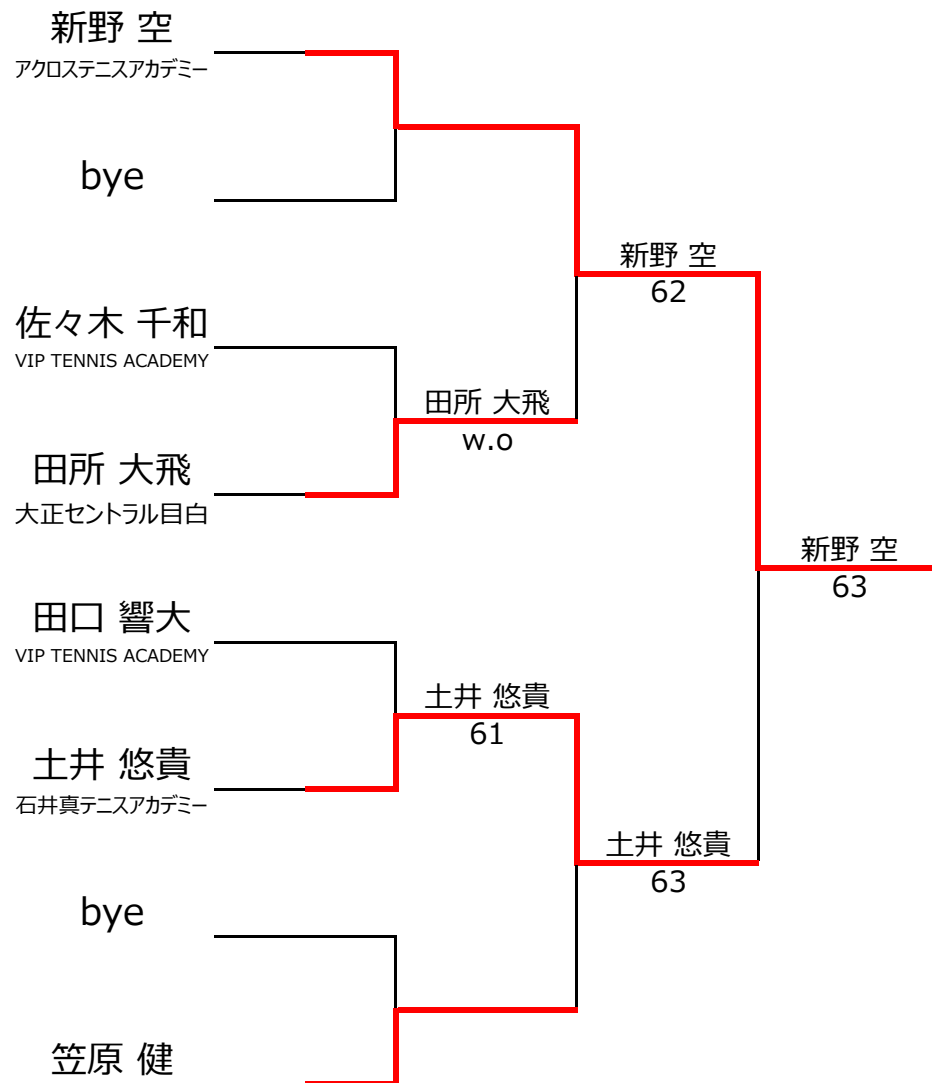 新野 空
アクロステニスアカデミー
bye
新野 空
62
佐々木 千和
VIP TENNIS ACADEMY
田所 大飛
w.o
田所 大飛
大正セントラル目白
新野 空
63
田口 響大
VIP TENNIS ACADEMY
土井 悠貴
61
土井 悠貴
石井真テニスアカデミー
土井 悠貴
63
bye
笠原 健